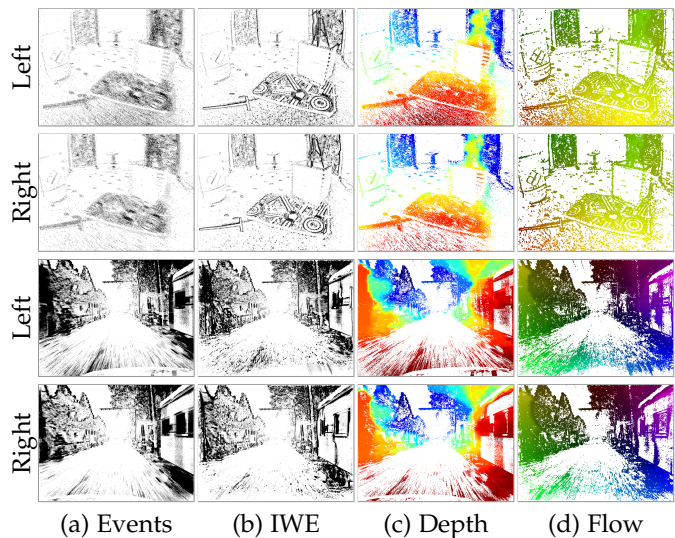 Left
Right
Left
Right
(a) Events
(b) IWE
(c) Depth
(d) Flow